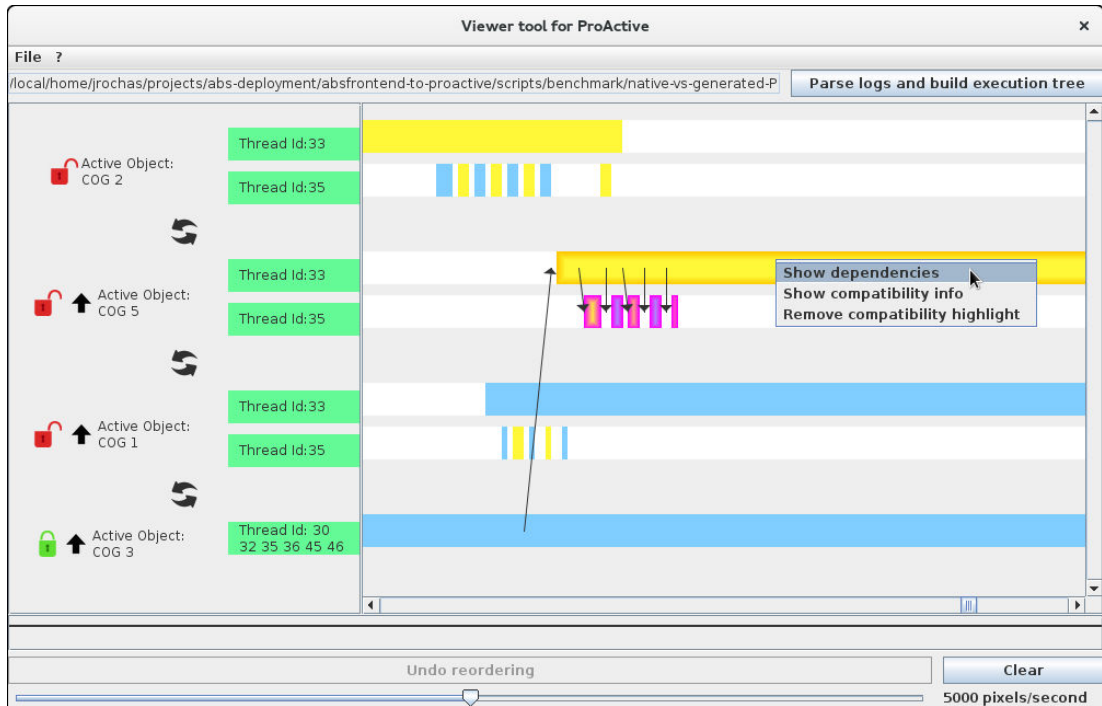 Viewer tool for ProActive
File ?
/local/home/jrochas/projects/abs-deployment/absfrontend-to-proactive/scripts/benchmark/native-vs-generated-P
Parse logs and build execution tree
Active Object:
COG 2
Thread Id:33
Thread Id:35
Active Object:
COG 5
Thread Id:33
Thread Id:35
Show dependencies
Show compatibility info
Remove compatibility highlight
Active Object:
COG 1
Thread Id:33
Thread Id:35
Active Object:
COG 3
Thread Id: 30
32 35 36 45 46
Undo reordering
Clear
5000 pixels/second